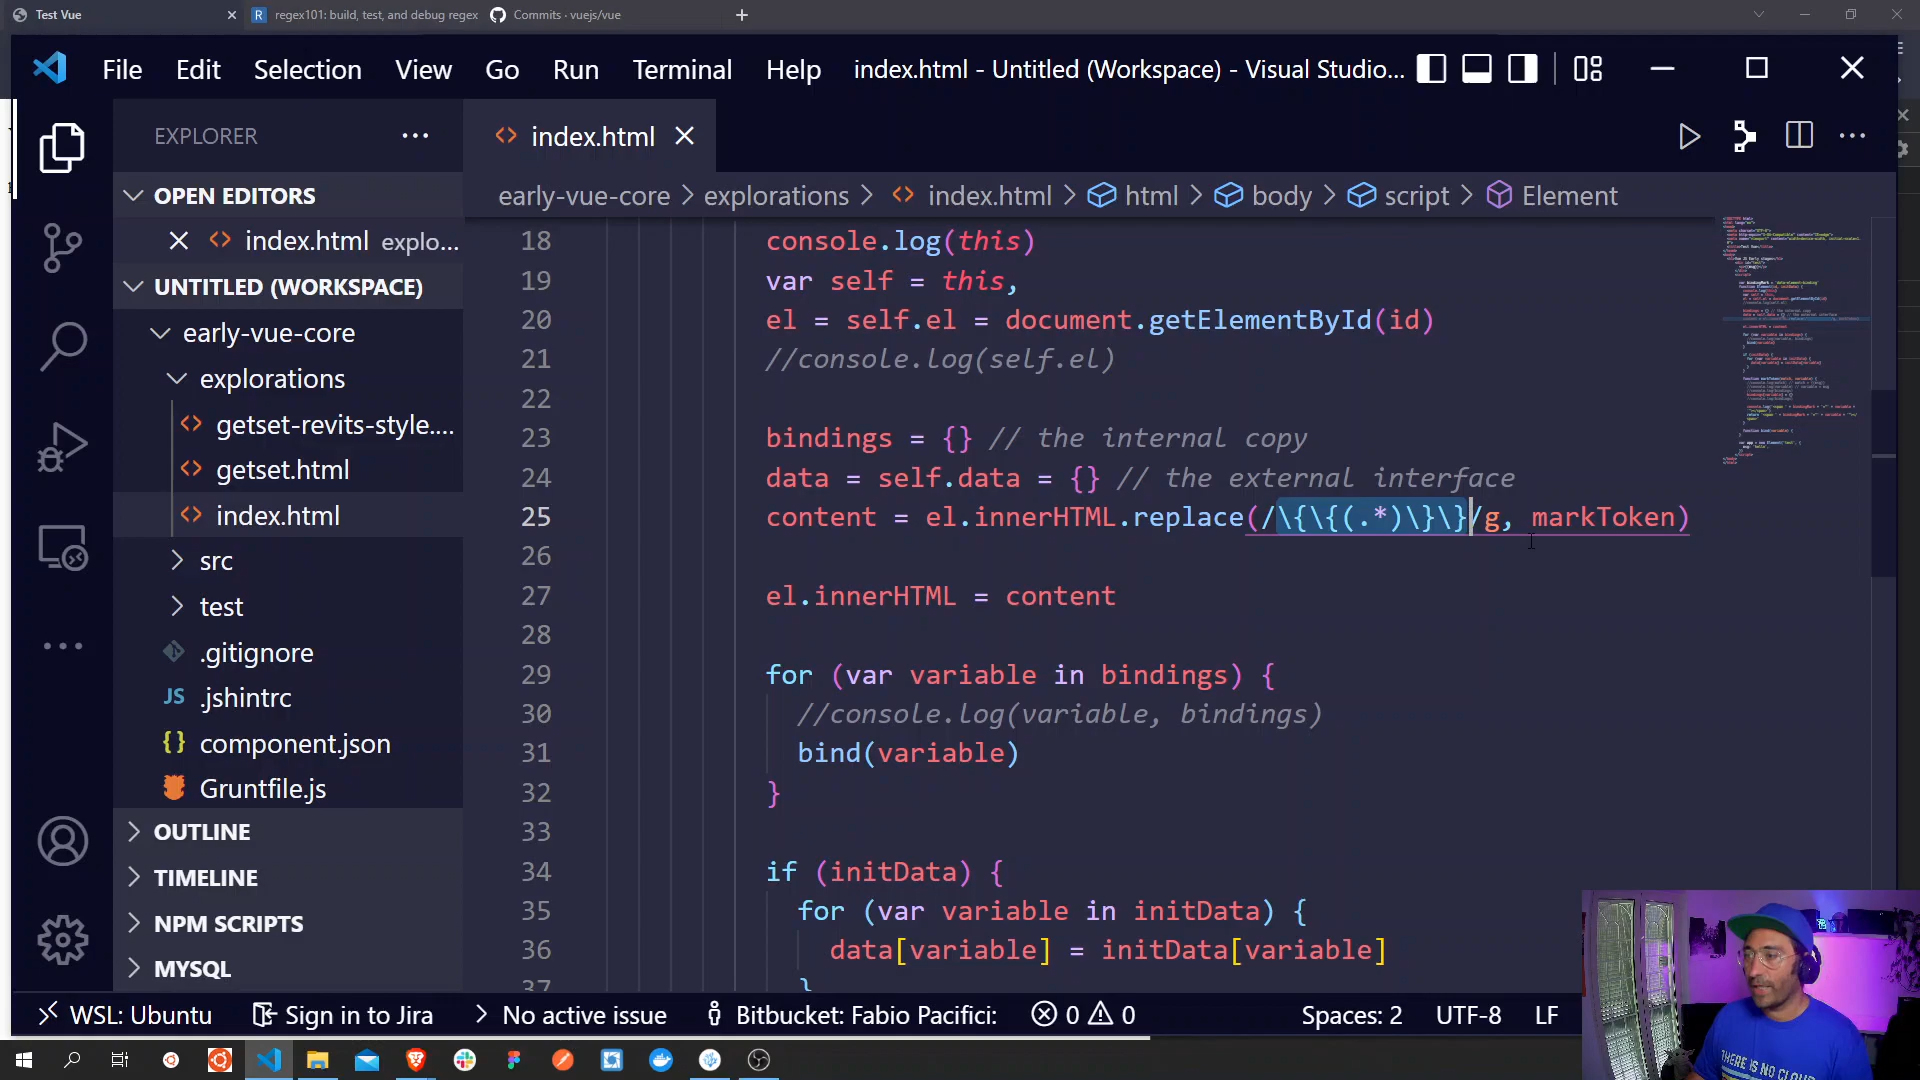 Test Vue
regex101: build, test, and debug regex
Commits · vuejs/vue
File Edit Selection View Go Run Terminal Help
index.html - Untitled (Workspace) - Visual Studio...
EXPLORER
index.html
OPEN EDITORS
index.html explo...
UNTITLED (WORKSPACE)
early-vue-core
explorations
getset-revits-style....
getset.html
index.html
src
test
.gitignore
.jshintrc
component.json
Gruntfile.js
OUTLINE
TIMELINE
NPM SCRIPTS
MYSQL
early-vue-core > explorations > index.html > html > body > script > Element
18 console.log(this)
19 var self = this,
20 el = self.el = document.getElementById(id)
21 //console.log(self.el)
22
23 bindings = {} // the internal copy
24 data = self.data = {} // the external interface
25 content = el.innerHTML.replace(/\{\{(.*)\}\}/g, markToken)
26
27 el.innerHTML = content
28
29 for (var variable in bindings) {
30 //console.log(variable, bindings)
31 bind(variable)
32 }
33
34 if (initData) {
35 for (var variable in initData) {
36 data[variable] = initData[variable]
37 }
WSL: Ubuntu
Sign in to Jira
No active issue
Bitbucket: Fabio Pacifici:
0 0
Spaces: 2
UTF-8
LF
THERE IS NO CLOUD